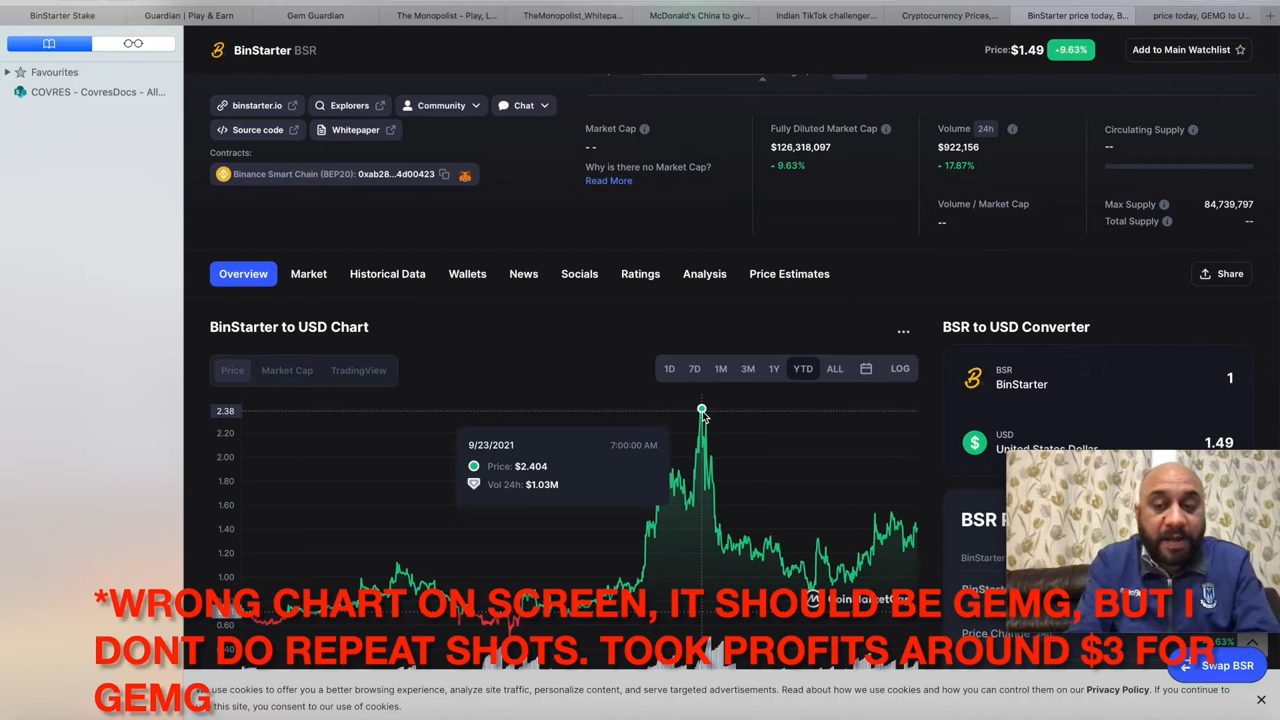 BinStarter Stake
Guardian | Play & Earn
Gem Guardian
The Monopolist - Play, L...
TheMonopolist_Whitepa...
McDonald's China to giv...
Indian TikTok challenger...
Cryptocurrency Prices,...
BinStarter price today, B...
price today, GEMG to U...
Favourites
COVRES - CovresDocs - All...
BinStarter BSR
Price: $1.49 9.63%
Add to Main Watchlist
binstarter.io Explorers Community Chat
Source code Whitepaper
Contracts:
Binance Smart Chain (BEP20): 0xab28...4d00423
Market Cap
- -
Why is there no Market Cap?
Read More
Fully Diluted Market Cap
$126,318,097
9.63%
Volume 24h
$922,156
17.87%
Volume / Market Cap
--
Circulating Supply
--
Max Supply 84,739,797
Total Supply --
Overview Market Historical Data Wallets News Socials Ratings Analysis Price Estimates
Share
BinStarter to USD Chart
...
Price Market Cap TradingView
1D 7D 1M 3M 1Y YTD ALL LOG
2.38
2.20
2.00
1.80
1.60
1.40
1.20
1.00
0.60
0.40
9/23/2021 7:00:00 AM
Price: $2.404
Vol 24h: $1.03M
CoinMarketCap
BSR to USD Converter
BSR
BinStarter
1
USD
United States Dollar
1.49
BSR P
BinStarter
Price Change
Swap BSR
*WRONG CHART ON SCREEN, IT SHOULD BE GEMG, BUT I
DONT DO REPEAT SHOTS. TOOK PROFITS AROUND $3 FOR
GEMG
We use cookies to offer you a better browsing experience, analyze site traffic, personalize content, and serve targeted advertisements. Read about how we use cookies and how you can control them on our Privacy Policy. If you continue to
use this site, you consent to our use of cookies.